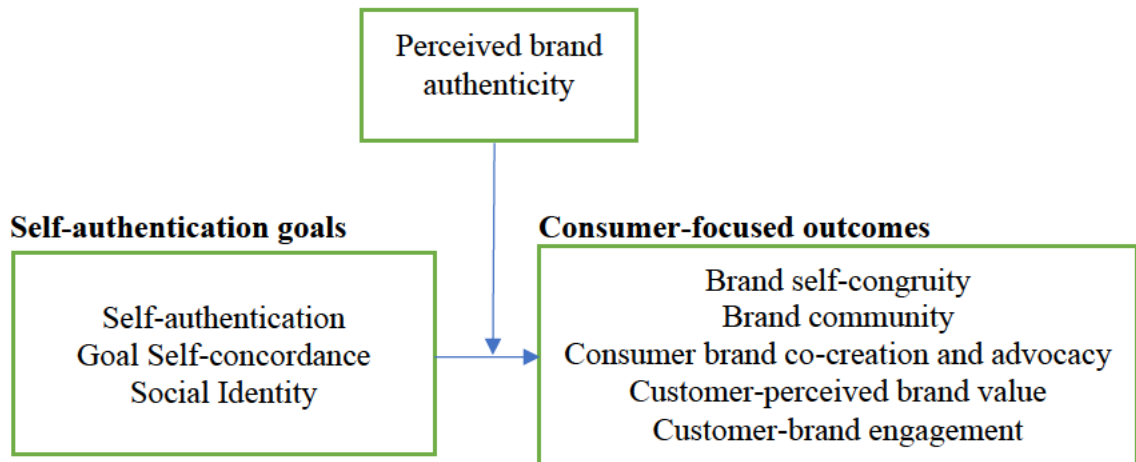 Perceived brand
authenticity
Self-authentication goals
Consumer-focused outcomes
Self-authentication
Goal Self-concordance
Social Identity
Brand self-congruity
Brand community
Consumer brand co-creation and advocacy
Customer-perceived brand value
Customer-brand engagement